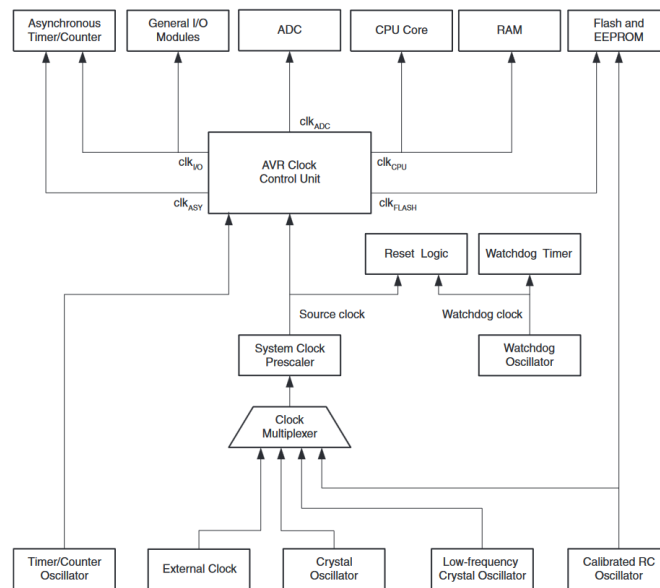 Asynchronous
Timer/Counter
General I/O
Modules
ADC
CPU Core
RAM
Flash and
EEPROM
clkADC
clkI/O
AVR Clock
Control Unit
clkCPU
clkASY
clkFLASH
Reset Logic
Watchdog Timer
Source clock
Watchdog clock
System Clock
Prescaler
Watchdog
Oscillator
Clock
Multiplexer
Timer/Counter
Oscillator
External Clock
Crystal
Oscillator
Low-frequency
Crystal Oscillator
Calibrated RC
Oscillator